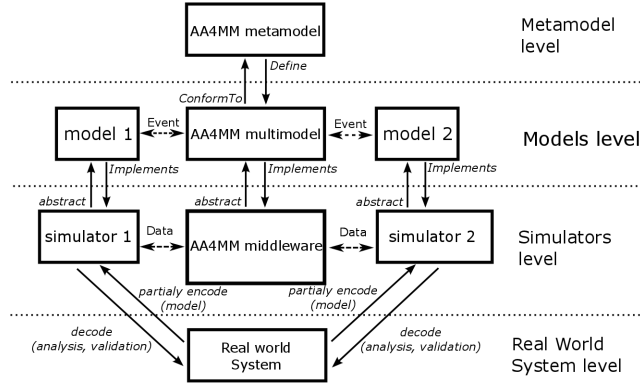 AA4MM metamodel
Metamodel
level
Define
ConformTo
model 1
Event
AA4MM multimodel
Event
model 2
Models level
Implements
Implements
Implements
abstract
abstract
abstract
simulator 1
Data
AA4MM middleware
Data
simulator 2
Simulators
level
partialy encode
(model)
partialy encode
(model)
decode
(analysis, validation)
Real world
System
decode
(analysis, validation)
Real World
System level